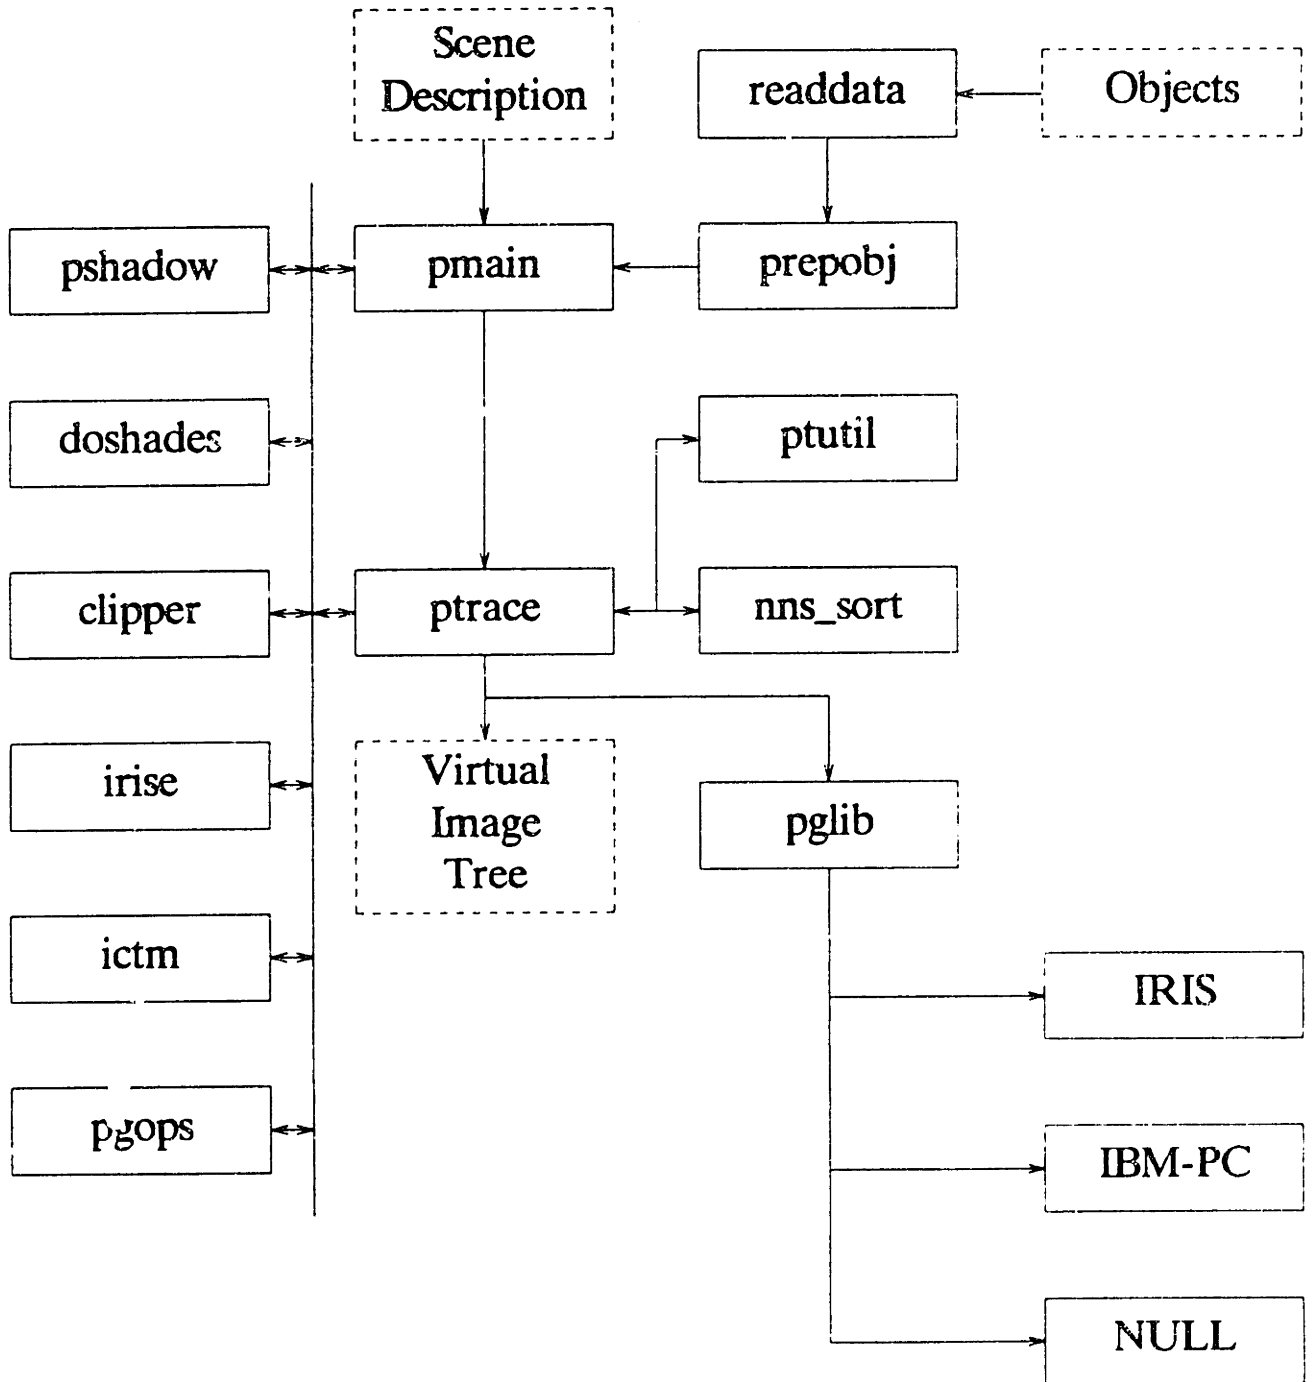 Scene
Description
readdata
Objects
pshadow
pmain
prepobj
doshades
ptutil
clipper
ptrace
nns_sort
irise
Virtual
Image
Tree
pglib
ictm
IRIS
pgops
IBM-PC
NULL